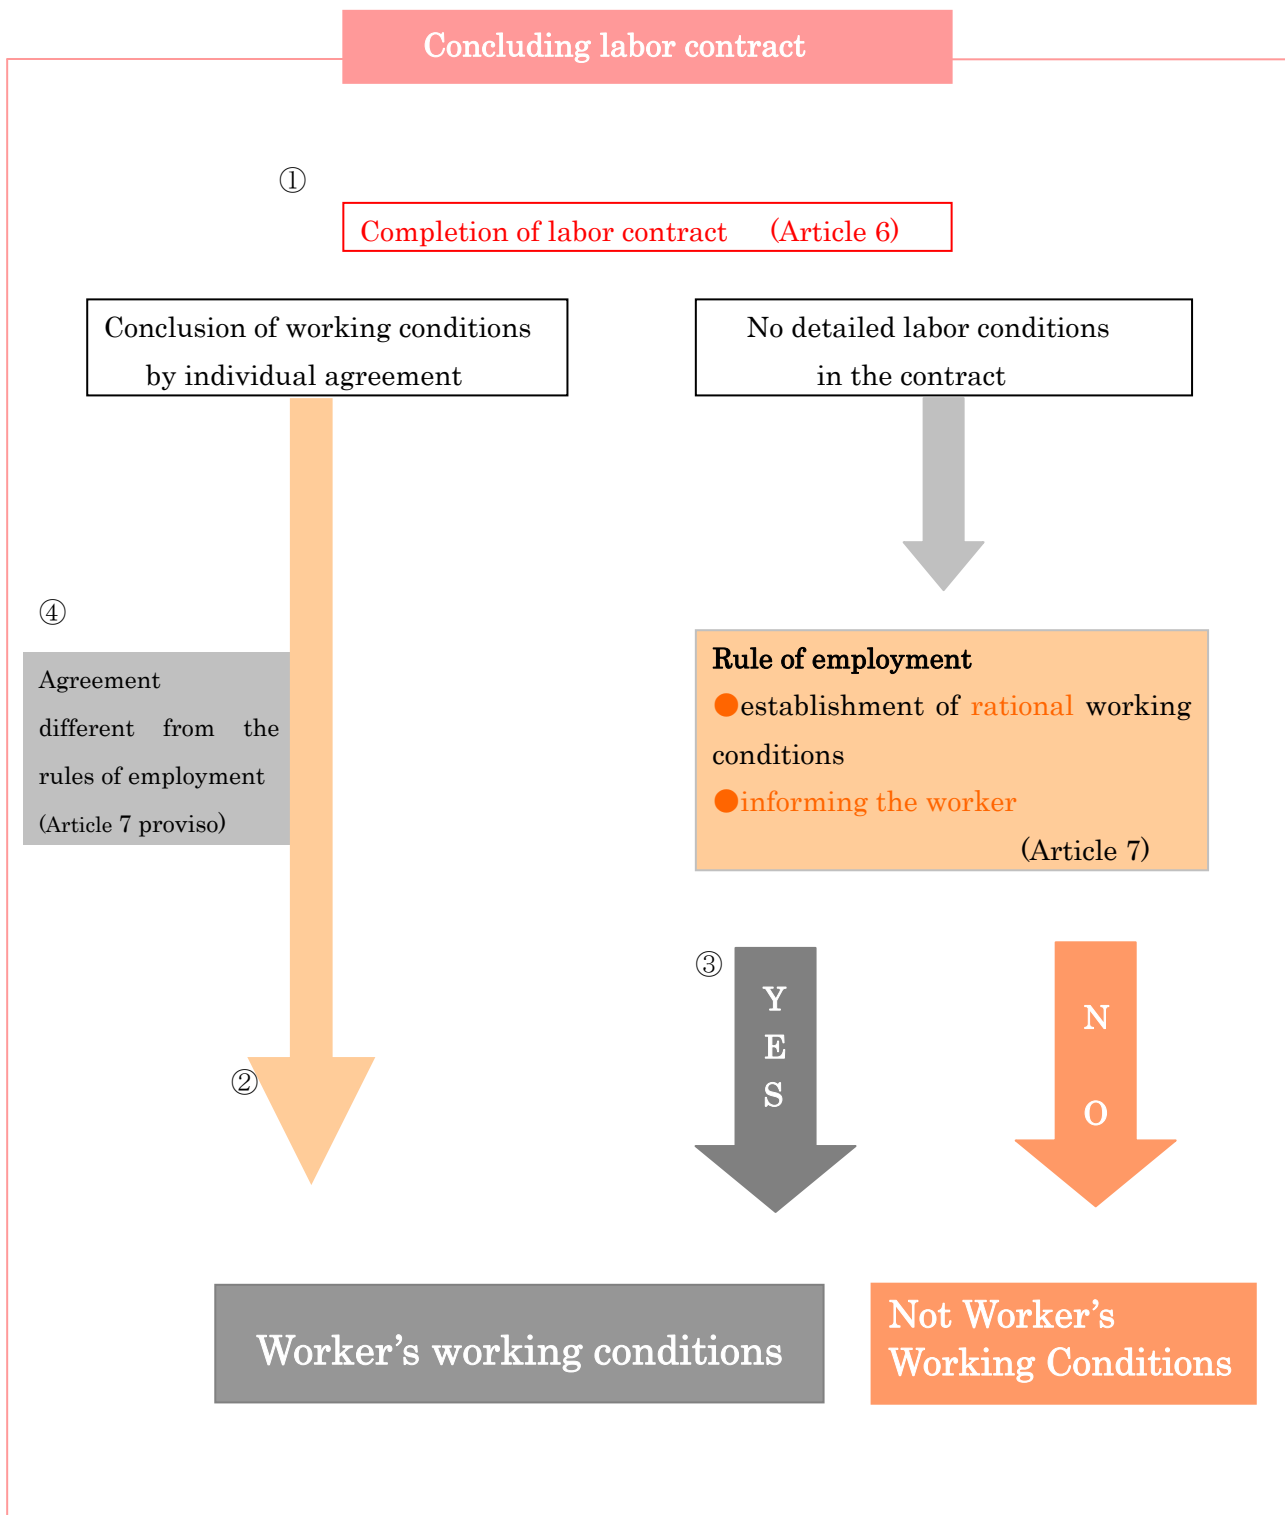 Concluding labor contract
①
Completion of labor contract (Article 6)
Conclusion of working conditions
by individual agreement
No detailed labor conditions
in the contract
④
Agreement
different from the
rules of employment
(Article 7 proviso)
Rule of employment
●establishment of rational working
conditions
●informing the worker
(Article 7)
③
Y
E
S
N
O
②
Worker’s working conditions
Not Worker’s
Working Conditions